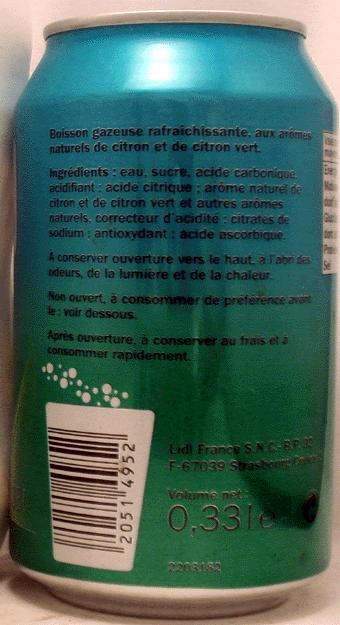 Boisson gazeuse rafraîchissante, aux arômes
naturels de citron et de citron vert.
Ingrédients : eau, sucre, acide carbonique,
acidifiant : acide citrique ; arôme naturel de
citron et de citron vert et autres arômes
naturels, correcteur d'acidité : citrates de
sodium ; antioxydant : acide ascorbique.
A conserver ouverture vers le haut, à l'abri des
odeurs, de la lumière et de la chaleur.
Non ouvert, à consommer de préférence avant
le : voir dessous.
Après ouverture, à conserver au frais et à
consommer rapidement.
2051 4952
Lidl France S.N.C.- B.P.
F-67039 Strasbourg
Volume net:
0,33 l e
2203182